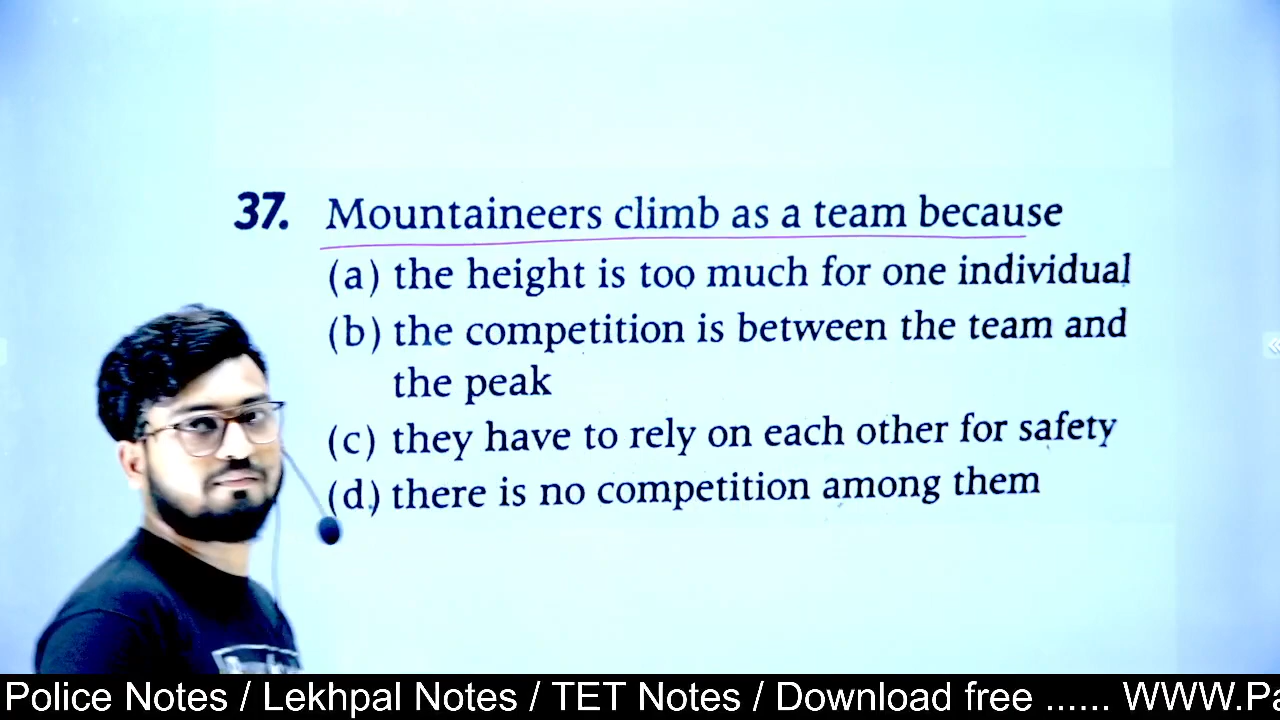 37. Mountaineers climb as a team because
(a) the height is too much for one individual
(b) the competition is between the team and
the peak
(c) they have to rely on each other for safety
(d) there is no competition among them
Police Notes / Lekhpal Notes / TET Notes / Download free ...... WWW.Pa